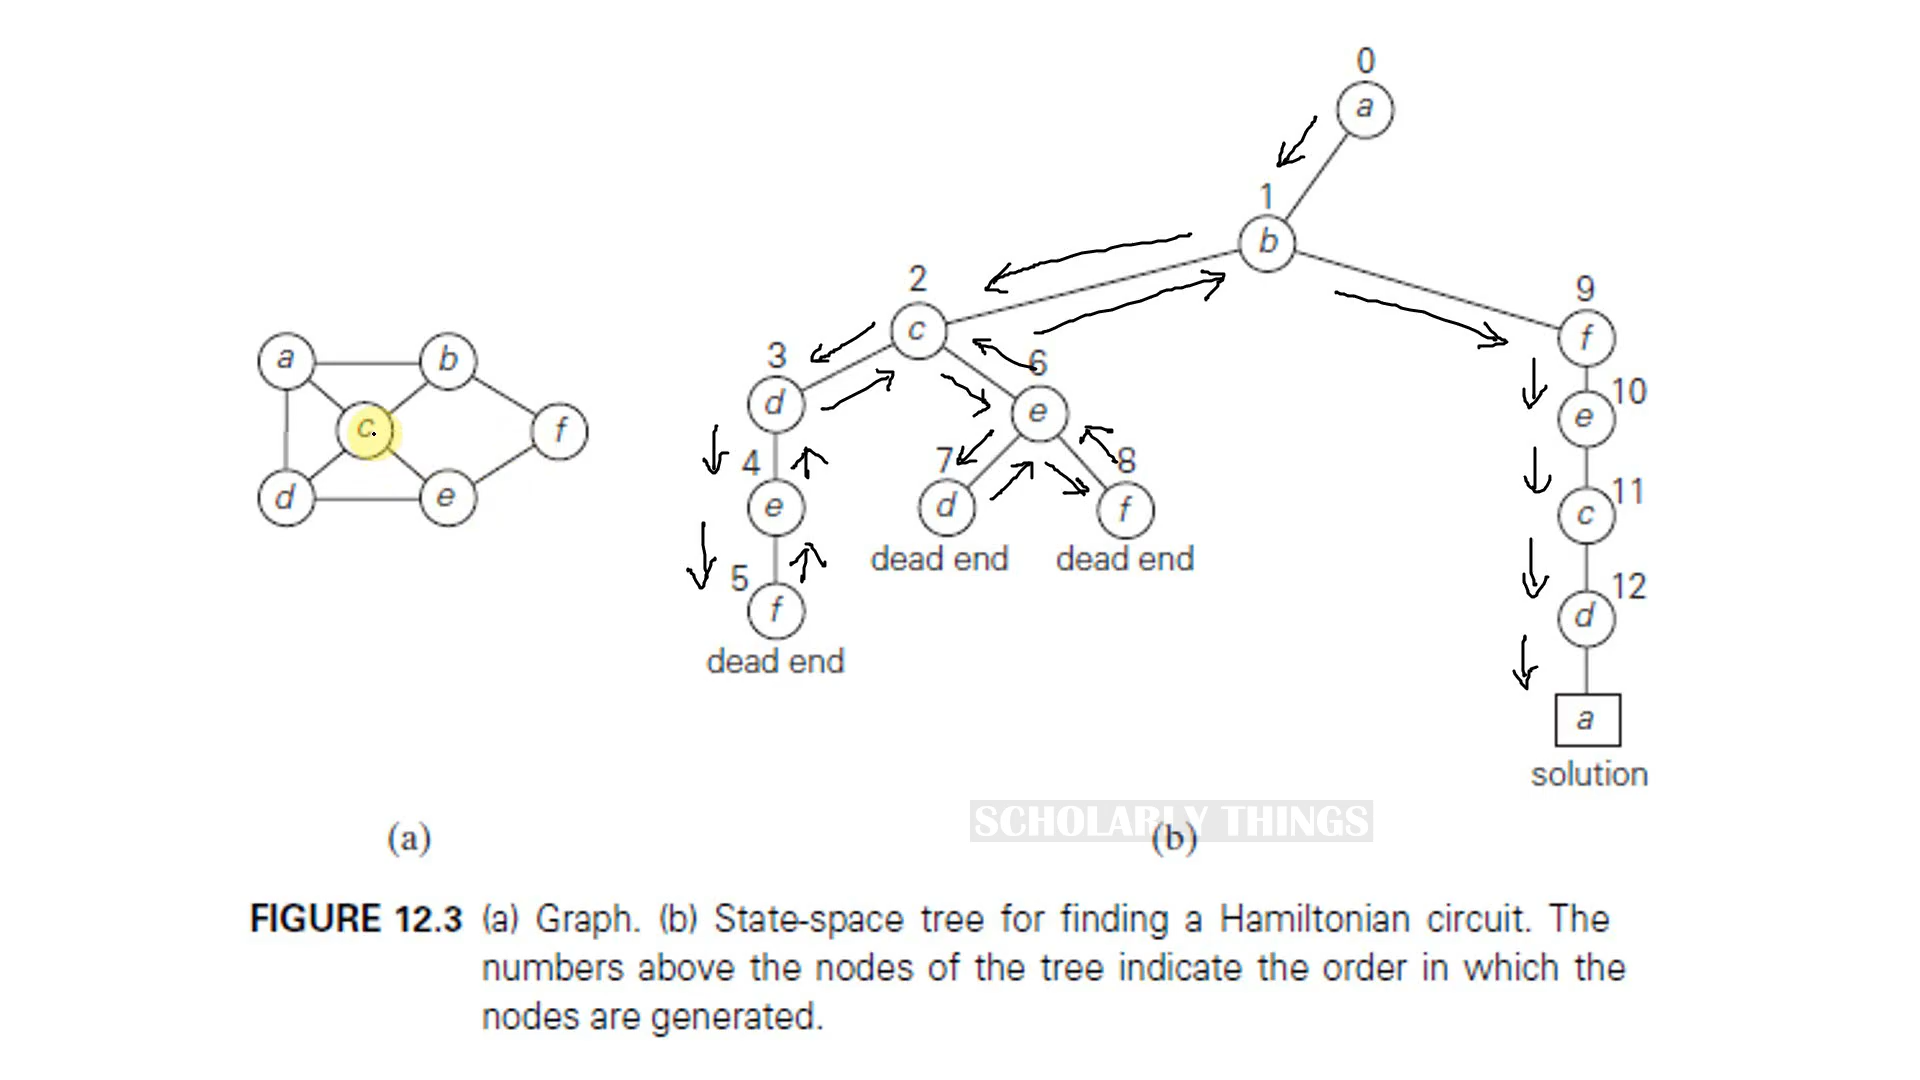 0
a
1
b
2
c
9
f
3
d
6
e
10
e
a
b
c
f
d
e
4
e
7
d
8
f
11
c
dead end
dead end
5
f
12
d
dead end
a
solution
SCHOLARLY THINGS
(a)
(b)
FIGURE 12.3 (a) Graph. (b) State-space tree for finding a Hamiltonian circuit. The
numbers above the nodes of the tree indicate the order in which the
nodes are generated.